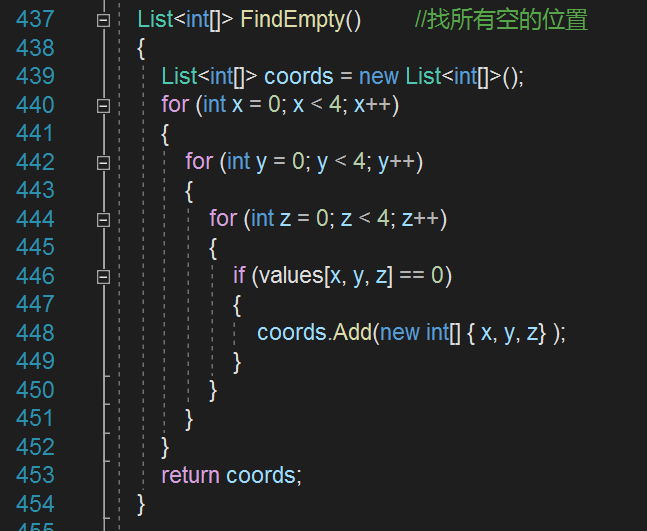 437 List<int[]> FindEmpty() //找所有空的位置
438 {
439 List<int[]> coords = new List<int[]>();
440 for (int x = 0; x < 4; x++)
441 {
442 for (int y = 0; y < 4; y++)
443 {
444 for (int z = 0; z < 4; z++)
445 {
446 if (values[x, y, z] == 0)
447 {
448 coords.Add(new int[] { x, y, z} );
449 }
450 }
451 }
452 }
453 return coords;
454 }
455